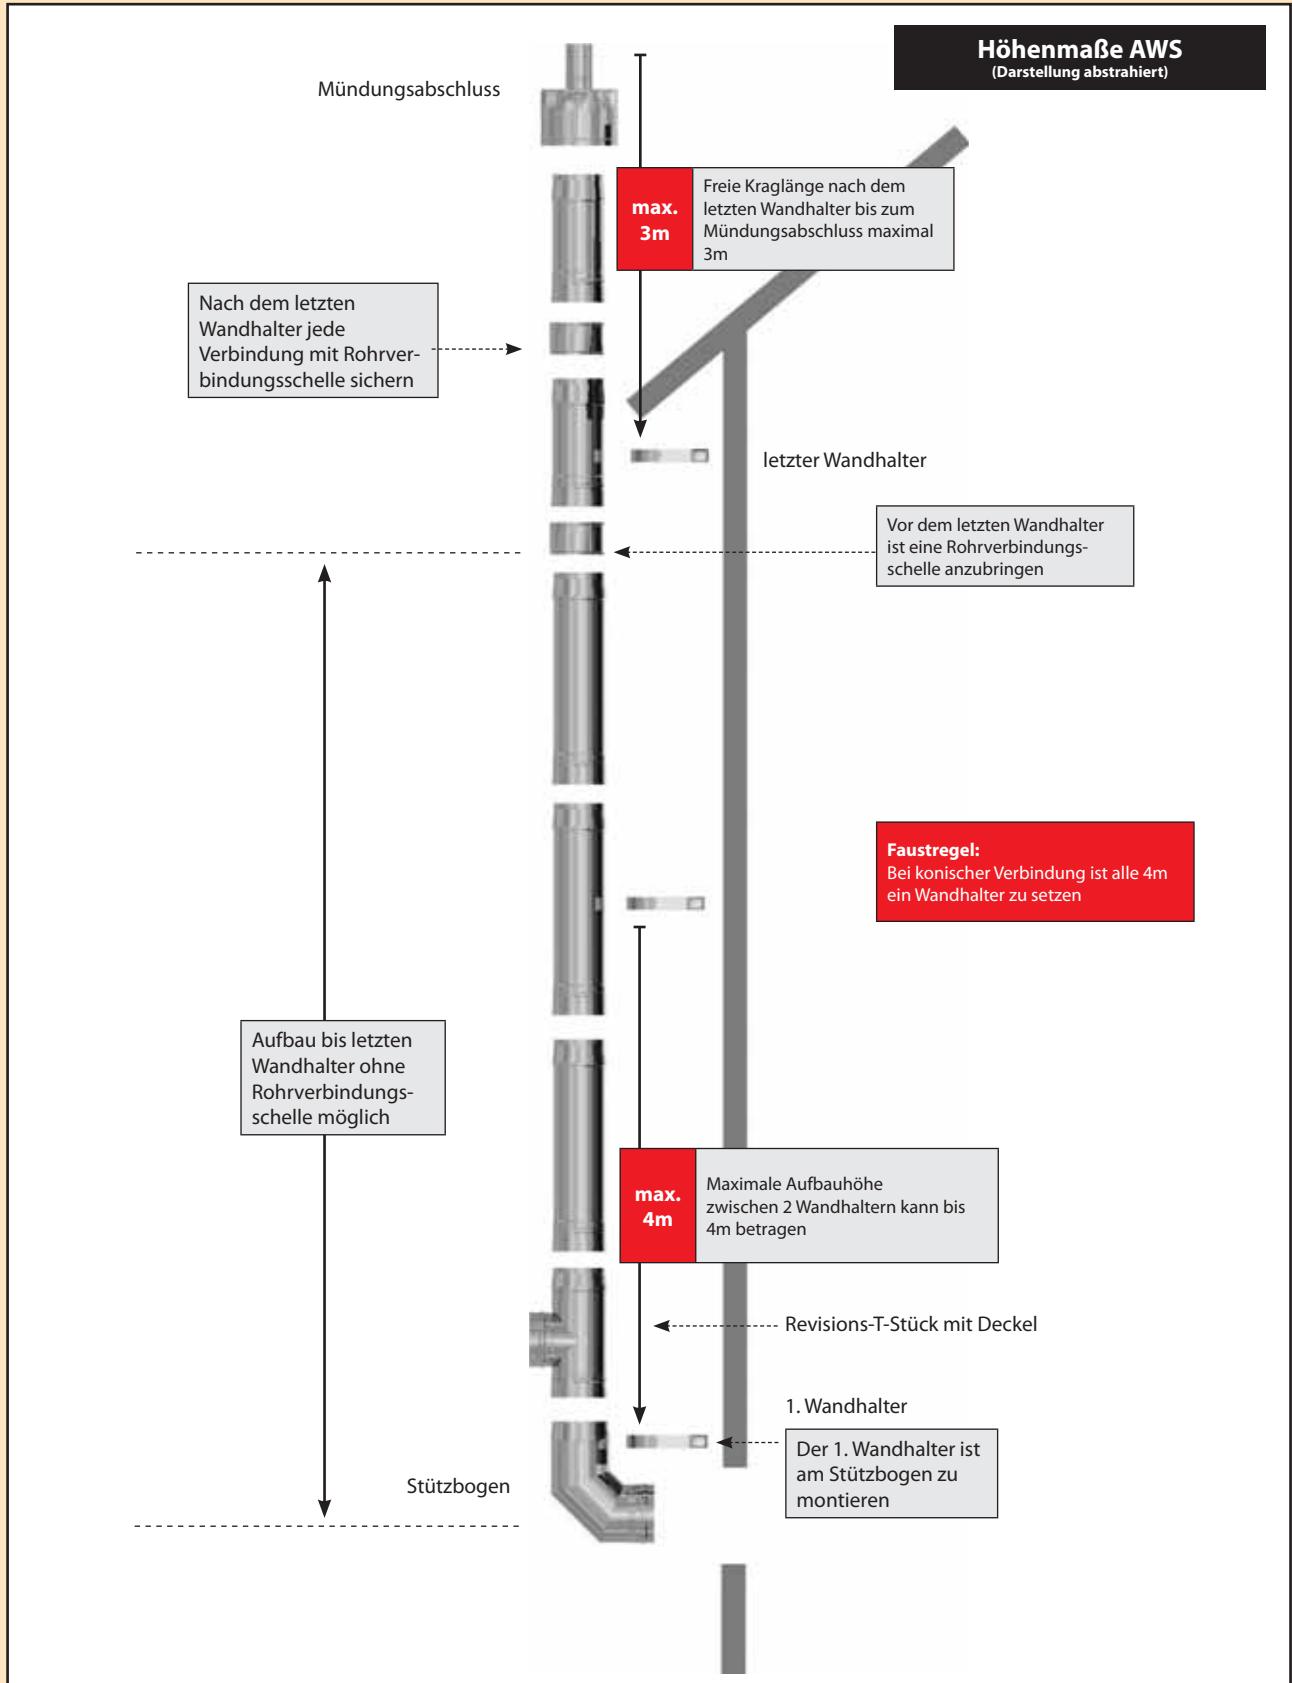 Höhenmaße AWS
(Darstellung abstrahiert)
Mündungsabschluss
max.
3m
Freie Kraglänge nach dem
letzten Wandhalter bis zum
Mündungsabschluss maximal
3m
Nach dem letzten
Wandhalter jede
Verbindung mit Rohrver-
bindungsschelle sichern
letzter Wandhalter
Vor dem letzten Wandhalter
ist eine Rohrverbindungs-
schelle anzubringen
Faustregel:
Bei konischer Verbindung ist alle 4m
ein Wandhalter zu setzen
Aufbau bis letzten
Wandhalter ohne
Rohrverbindungs-
schelle möglich
max.
4m
Maximale Aufbauhöhe
zwischen 2 Wandhaltern kann bis
4m betragen
Revisions-T-Stück mit Deckel
1. Wandhalter
Der 1. Wandhalter ist
am Stützbogen zu
montieren
Stützbogen